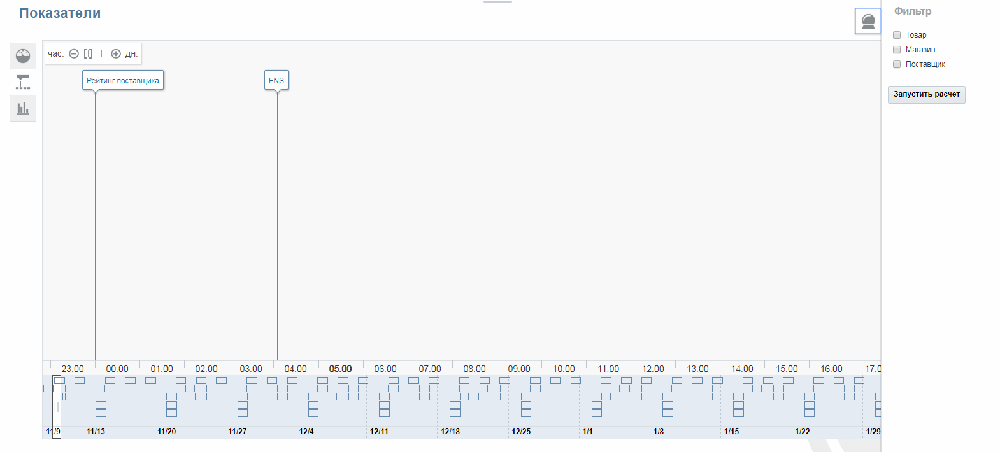 Показатели
Фильтр
Товар
Магазин
Поставщик
Запустить расчет
час. дн.
Рейтинг поставщика FNS
23:00 00:00 01:00 02:00 03:00 04:00 05:00 06:00 07:00 08:00 09:00 10:00 11:00 12:00 13:00 14:00 15:00 16:00 17:0
11/9 11/13 11/20 11/27 12/4 12/11 12/18 12/25 1/1 1/8 1/15 1/22 1/29